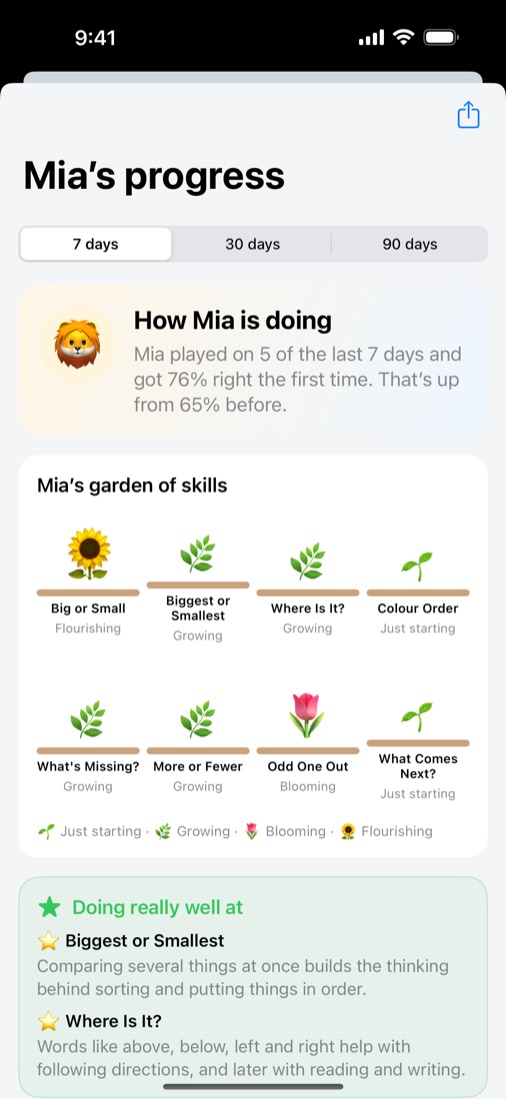 9:41
Mia’s progress
7 days
30 days
90 days
How Mia is doing
Mia played on 5 of the last 7 days and
got 76% right the first time. That’s up
from 65% before.
Mia’s garden of skills
Big or Small
Flourishing
Biggest or
Smallest
Growing
Where Is It?
Growing
Colour Order
Just starting
What's Missing?
Growing
More or Fewer
Growing
Odd One Out
Blooming
What Comes
Next?
Just starting
Just starting · Growing · Blooming · Flourishing
Doing really well at
Biggest or Smallest
Comparing several things at once builds the thinking
behind sorting and putting things in order.
Where Is It?
Words like above, below, left and right help with
following directions, and later with reading and writing.